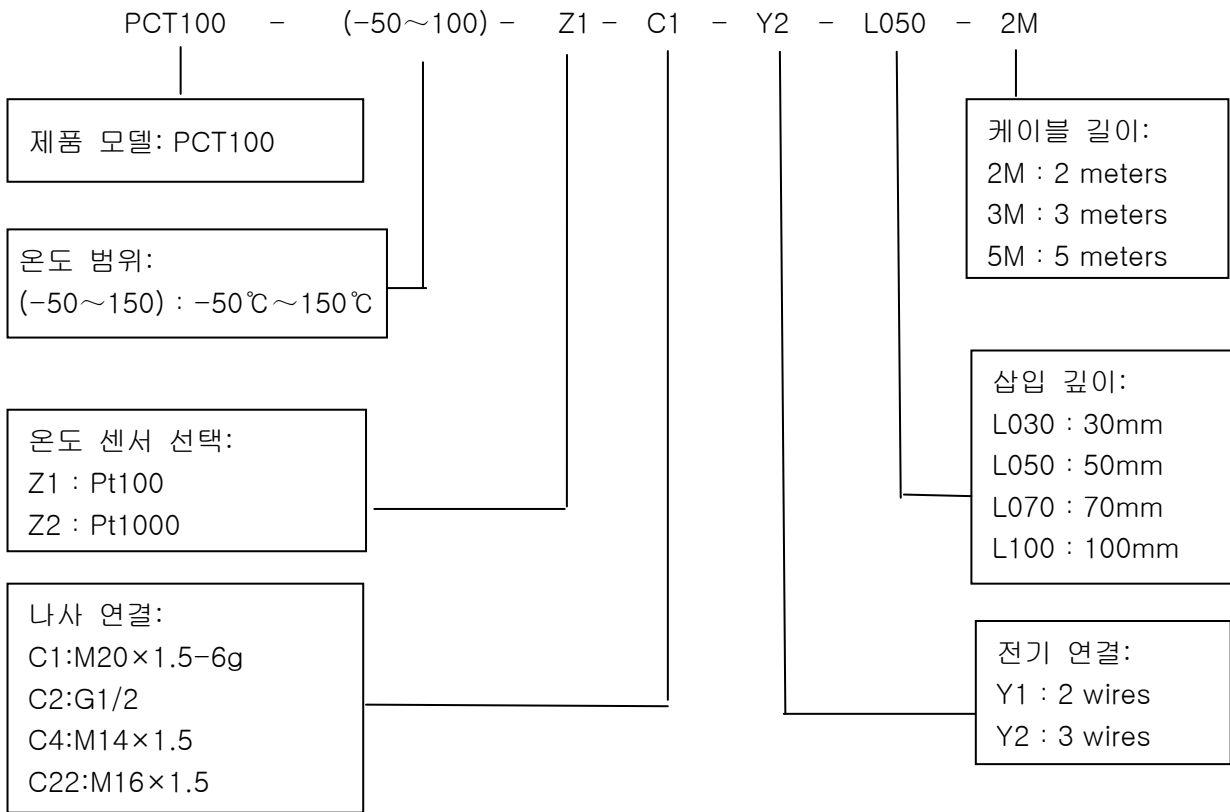 PCT100 - (-50~100) - Z1 - C1 - Y2 - L050 - 2M
제품 모델: PCT100
온도 범위:
(-50~150) : -50℃~150℃
온도 센서 선택:
Z1 : Pt100
Z2 : Pt1000
나사 연결:
C1:M20×1.5-6g
C2:G1/2
C4:M14×1.5
C22:M16×1.5
케이블 길이:
2M : 2 meters
3M : 3 meters
5M : 5 meters
삽입 깊이:
L030 : 30mm
L050 : 50mm
L070 : 70mm
L100 : 100mm
전기 연결:
Y1 : 2 wires
Y2 : 3 wires